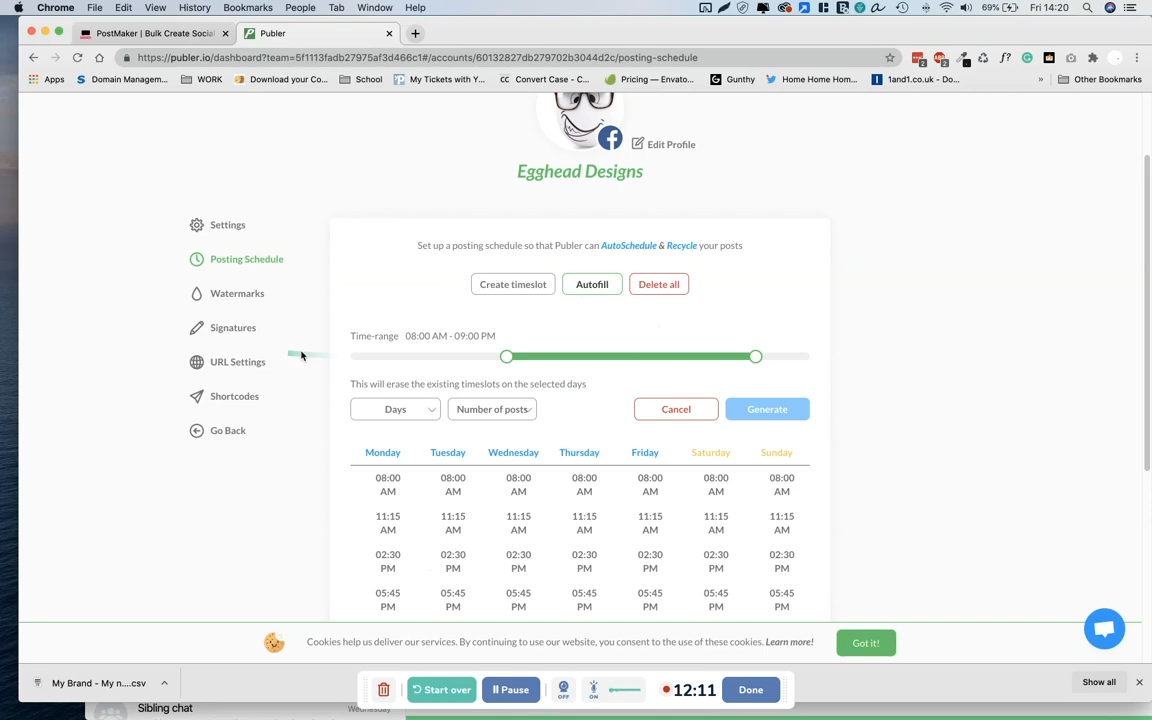 Chrome File Edit View History Bookmarks People Tab Window Help 69% Fri 14:20
PostMaker | Bulk Create Social
Publer
https://publer.io/dashboard?team=5f1113fadb27975af3d466c1#/accounts/60132827db279702b3044d2c/posting-schedule
Apps Domain Managem... WORK Download your Co... School My Tickets with Y... CC Convert Case - C... Pricing — Envato... Gunthy Home Home Hom... 1and1.co.uk - Do... » Other Bookmarks
Edit Profile
Egghead Designs
Settings
Posting Schedule
Watermarks
Signatures
URL Settings
Shortcodes
Go Back
Set up a posting schedule so that Publer can AutoSchedule & Recycle your posts
Create timeslot Autofill Delete all
Time-range 08:00 AM - 09:00 PM
This will erase the existing timeslots on the selected days
Days Number of posts Cancel Generate
Monday Tuesday Wednesday Thursday Friday Saturday Sunday
08:00 08:00 08:00 08:00 08:00 08:00 08:00
AM AM AM AM AM AM AM
11:15 11:15 11:15 11:15 11:15 11:15 11:15
AM AM AM AM AM AM AM
02:30 02:30 02:30 02:30 02:30 02:30 02:30
PM PM PM PM PM PM PM
05:45 05:45 05:45 05:45 05:45 05:45 05:45
PM PM PM PM PM PM PM
Cookies help us deliver our services. By continuing to use our website, you consent to the use of these cookies. Learn more! Got it!
My Brand - My n....csv
Start over Pause OFF ON 12:11 Done
Show all
Sibling chat Wednesday